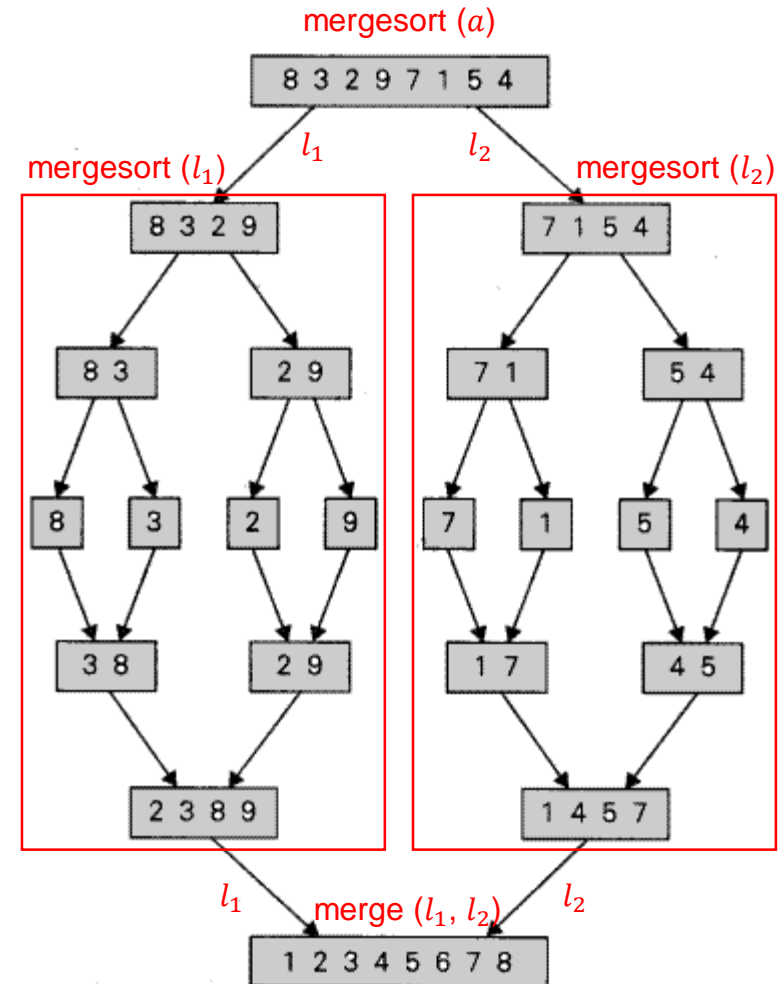 mergesort (a)
8 3 2 9 7 1 5 4
l₁ l₂
mergesort (l₁) mergesort (l₂)
8 3 2 9 7 1 5 4
8 3 2 9 7 1 5 4
8 3 2 9 7 1 5 4
3 8 2 9 1 7 4 5
2 3 8 9 1 4 5 7
l₁ merge (l₁, l₂) l₂
1 2 3 4 5 6 7 8